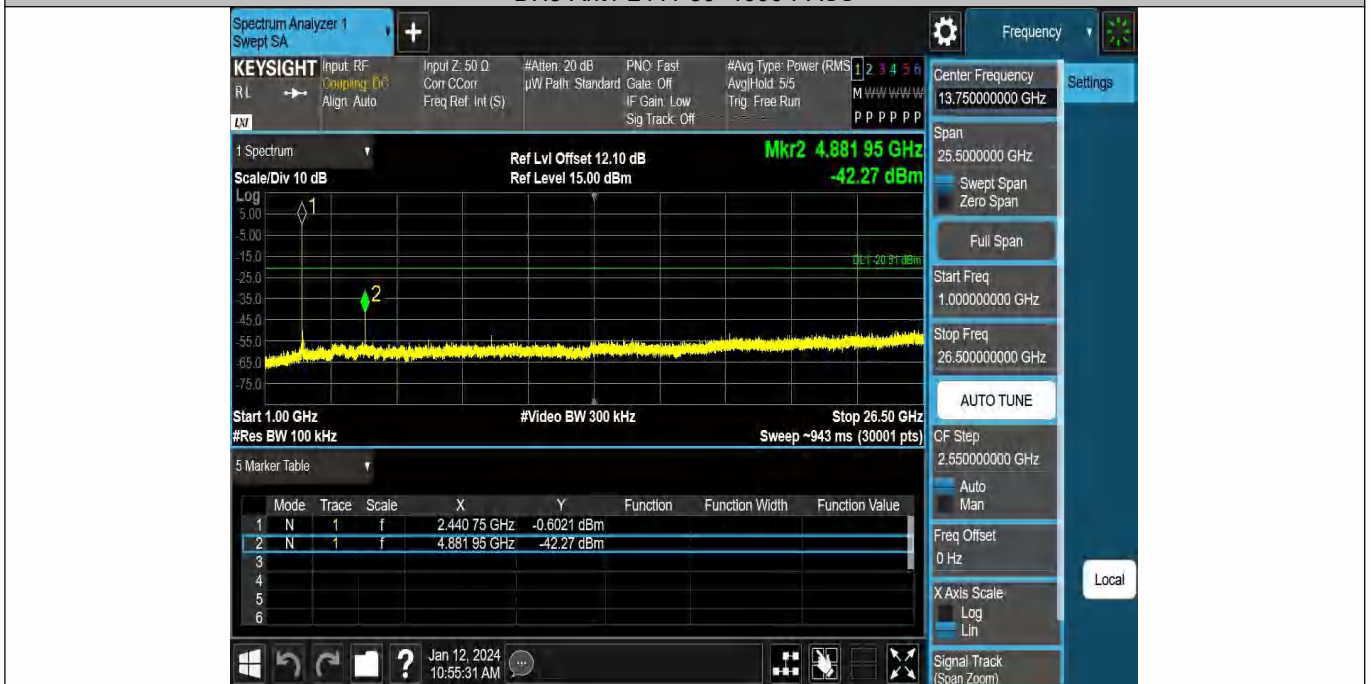 Spectrum Analyzer 1
Swept SA
Frequency
KEYSIGHT
RL
LXI
Input: RF
Coupling: DC
Align: Auto
Input Z: 50 Ω
Corr CCorr
Freq Ref: Int (S)
#Atten: 20 dB
µW Path: Standard
PNO: Fast
Gate: Off
IF Gain: Low
Sig Track: Off
#Avg Type: Power (RMS
Avg|Hold: 5/5
Trig: Free Run
1 2 3 4 5 6
M W W W W W
P P P P P P
1 Spectrum
Scale/Div 10 dB
Ref Lvl Offset 12.10 dB
Ref Level 15.00 dBm
Mkr2 4.881 95 GHz
-42.27 dBm
Log
5.00
-5.00
-15.0
-25.0
-35.0
-45.0
-55.0
-65.0
-75.0
1
2
DL1 -20.51 dBm
Start 1.00 GHz
#Res BW 100 kHz
#Video BW 300 kHz
Stop 26.50 GHz
Sweep ~943 ms (30001 pts)
5 Marker Table
Mode Trace Scale X Y Function Function Width Function Value
1 N 1 f 2.440 75 GHz -0.6021 dBm
2 N 1 f 4.881 95 GHz -42.27 dBm
3
4
5
6
Jan 12, 2024
10:55:31 AM
Center Frequency
13.750000000 GHz
Settings
Span
25.5000000 GHz
Swept Span
Zero Span
Full Span
Start Freq
1.000000000 GHz
Stop Freq
26.500000000 GHz
AUTO TUNE
CF Step
2.550000000 GHz
Auto
Man
Freq Offset
0 Hz
X Axis Scale
Log
Lin
Local
Signal Track
(Span Zoom)